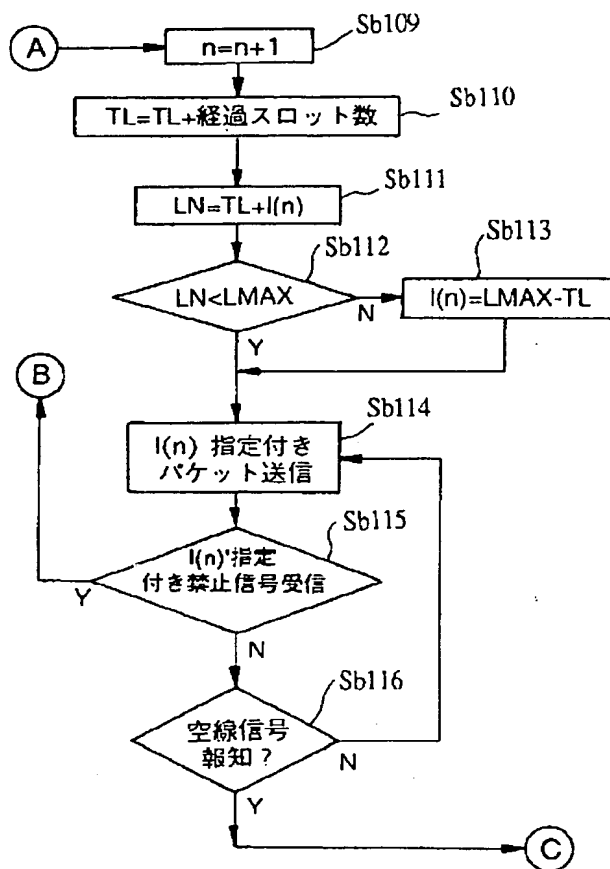 A
n=n+1
Sb109
TL=TL+経過スロット数
Sb110
LN=TL+l(n)
Sb111
LN<LMAX
Sb112
N
Y
l(n)=LMAX-TL
Sb113
B
l(n) 指定付き
パケット送信
Sb114
l(n)'指定
付き禁止信号受信
Sb115
Y
N
空線信号
報知?
Sb116
N
Y
C